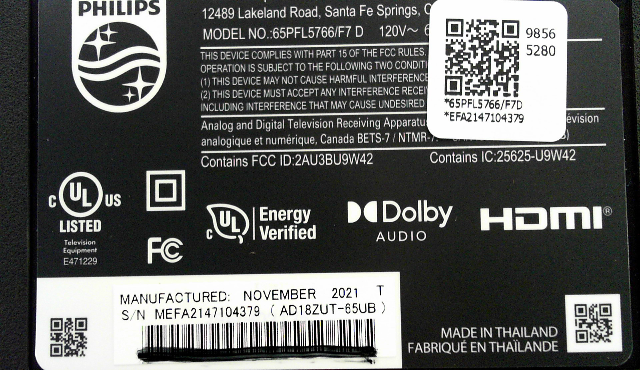 PHILIPS
12489 Lakeland Road, Santa Fe Springs, C
MODEL NO.:65PFL5766/F7 D 120V~ 6
THIS DEVICE COMPLIES WITH PART 15 OF THE FCC RULES.
OPERATION IS SUBJECT TO THE FOLLOWING TWO CONDITI
(1) THIS DEVICE MAY NOT CAUSE HARMFUL INTERFERENCE
(2) THIS DEVICE MUST ACCEPT ANY INTERFERENCE RECEIV
INCLUDING INTERFERENCE THAT MAY CAUSE UNDESIRED
9856
5280
*65PFL5766/F7D
*EFA2147104379
Analog and Digital Television Receiving Apparatus
évision
analogique et numérique, Canada BETS-7 / NTMR-7
Contains FCC ID:2AU3BU9W42 Contains IC:25625-U9W42
C UL US
LISTED
Television
Equipment
E471229
FC
UL Energy
Verified
Dolby
AUDIO
HDMI®
MANUFACTURED: NOVEMBER 2021 T
S/N MEFA2147104379 ( AD18ZUT-65UB )
MADE IN THAILAND
FABRIQUÉ EN THAÏLANDE